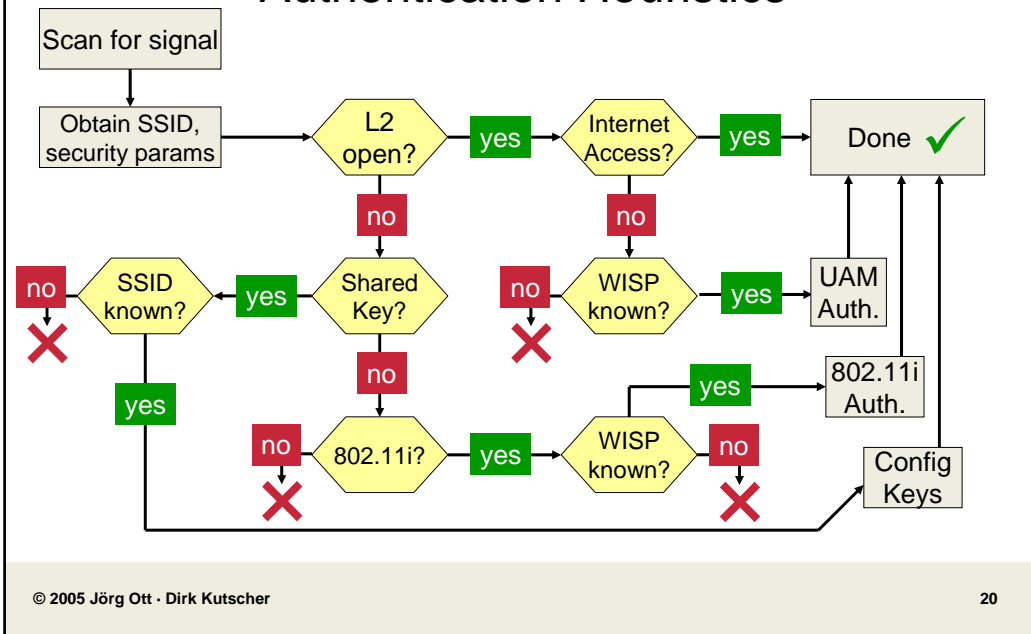 Authentication Heuristics
Scan for signal
Obtain SSID,
security params
L2
open?
yes
Internet
Access?
yes
Done
no
no
no
SSID
known?
yes
Shared
Key?
no
WISP
known?
yes
UAM
Auth.
yes
no
yes
802.11i
Auth.
no
802.11i?
yes
WISP
known?
no
Config
Keys
© 2005 Jörg Ott · Dirk Kutscher
20